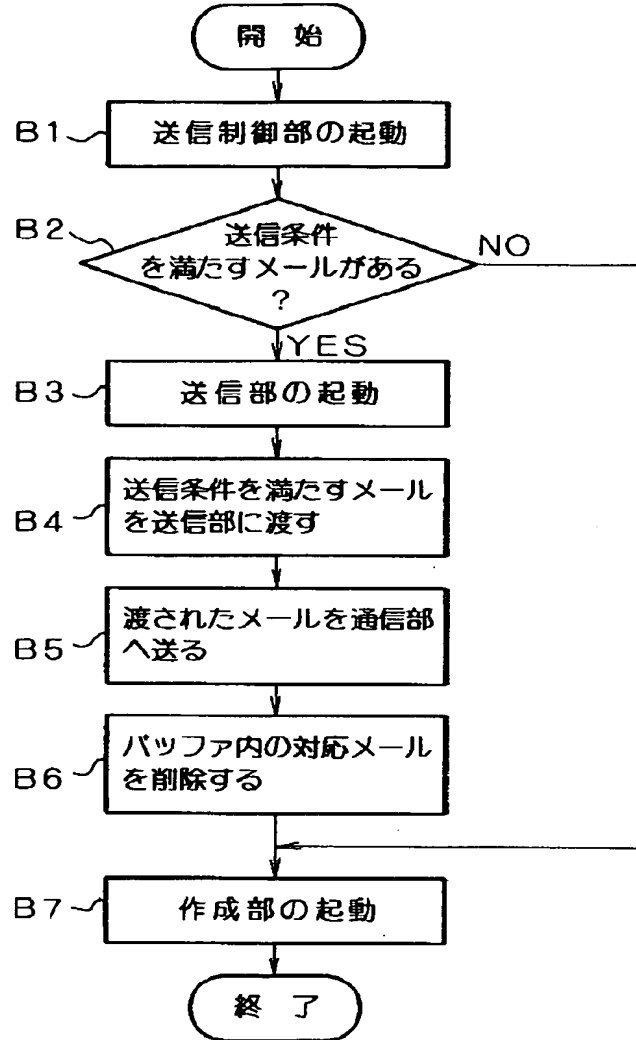 開 始
B1
送信制御部の起動
B2
送信条件
を満たすメールがある
?
NO
YES
B3
送信部の起動
B4
送信条件を満たすメール
を送信部に渡す
B5
渡されたメールを通信部
へ送る
B6
バッファ内の対応メール
を削除する
B7
作成部の起動
終 了